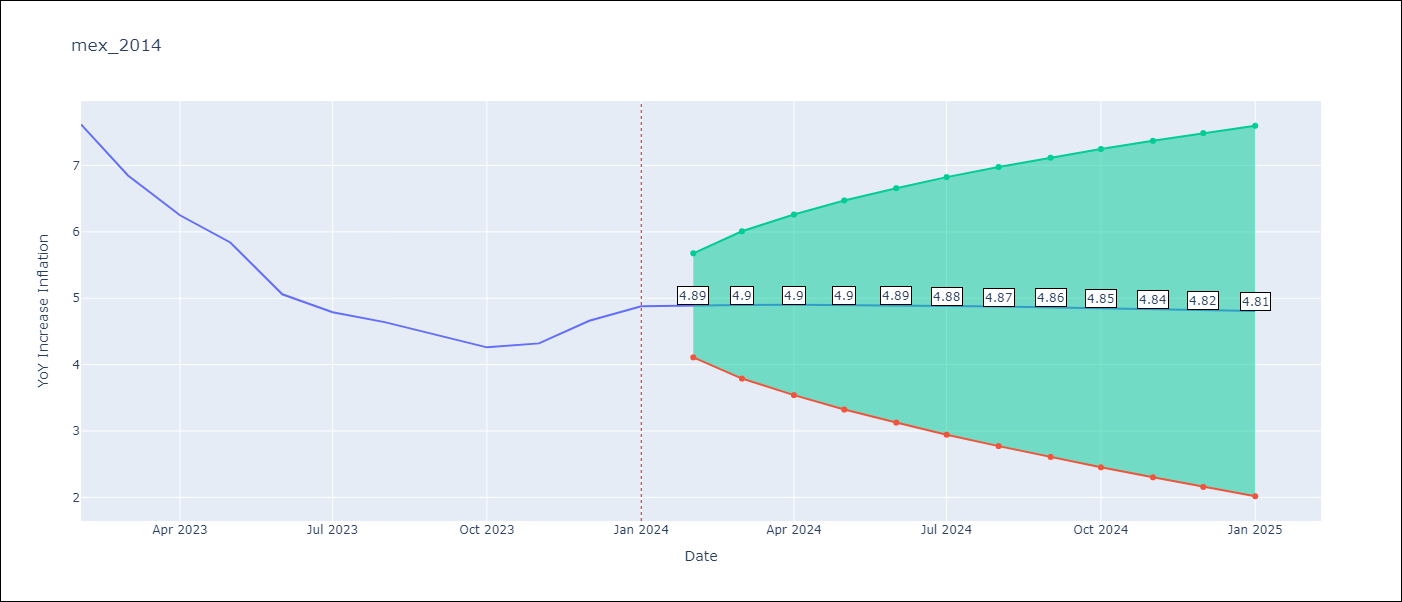 mex_2014
YoY Increase Inflation
7
6
5
4
3
2
4.89
4.9
4.9
4.9
4.89
4.88
4.87
4.86
4.85
4.84
4.82
4.81
Apr 2023
Jul 2023
Oct 2023
Jan 2024
Apr 2024
Jul 2024
Oct 2024
Jan 2025
Date